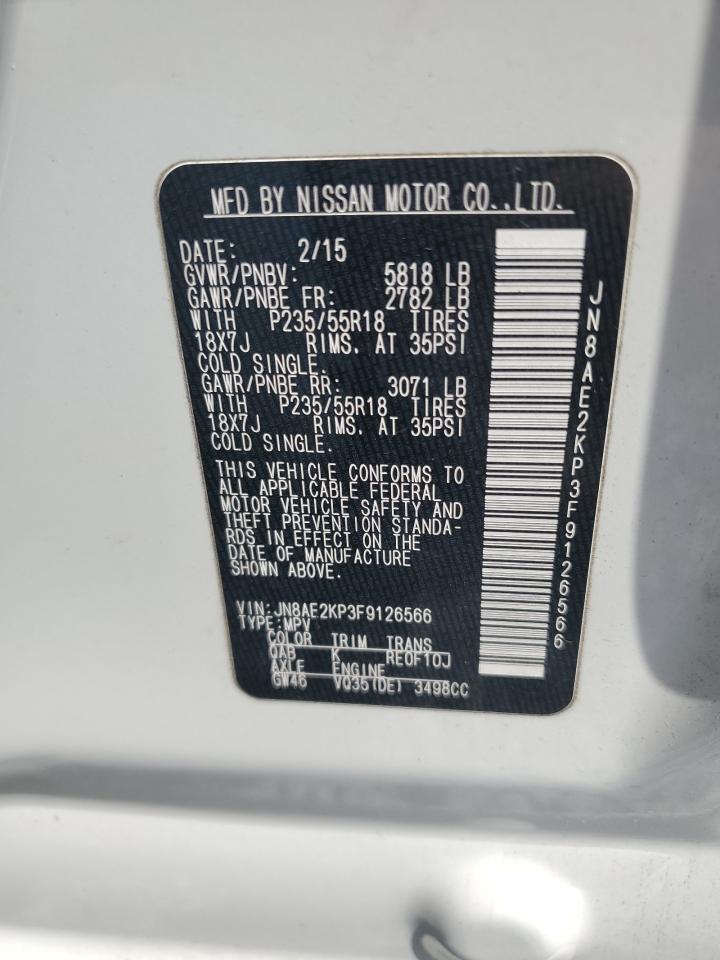 MFD BY NISSAN MOTOR CO.,LTD.
DATE: 2/15
GVWR/PNBV: 5818 LB
GAWR/PNBE FR: 2782 LB
WITH P235/55R18 TIRES
18X7J RIMS. AT 35PSI
COLD SINGLE.
GAWR/PNBE RR: 3071 LB
WITH P235/55R18 TIRES
18X7J RIMS. AT 35PSI
COLD SINGLE.
THIS VEHICLE CONFORMS TO
ALL APPLICABLE FEDERAL
MOTOR VEHICLE SAFETY AND
THEFT PREVENTION STANDA-
RDS IN EFFECT ON THE
DATE OF MANUFACTURE
SHOWN ABOVE.
VIN:JN8AE2KP3F9126566
TYPE:MPV
COLOR TRIM TRANS
QAB K RE0F10J
AXLE ENGINE
GW46 VQ35(DE) 3498CC
JN8AE2KP3F9126566